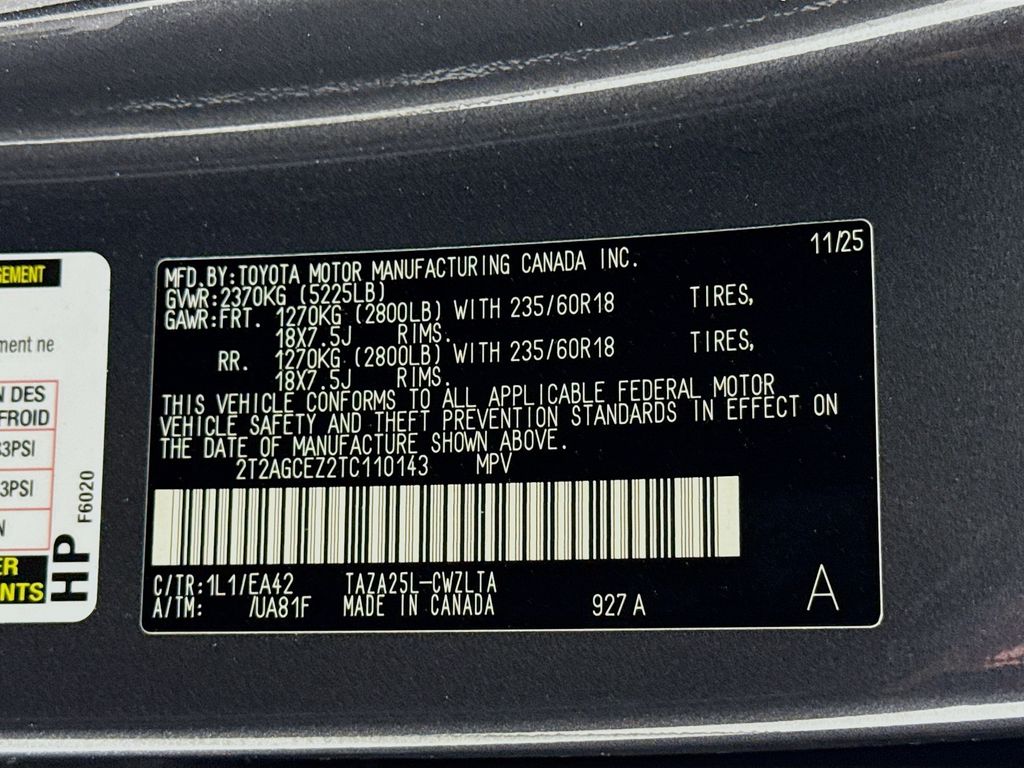 GEMENT
ment ne
N DES
FROID
33PSI
3PSI
N
ER
NTS
HP
F6020
11/25
MFD.BY:TOYOTA MOTOR MANUFACTURING CANADA INC.
GVWR:2370KG (5225LB)
GAWR:FRT. 1270KG (2800LB) WITH 235/60R18 TIRES,
18X7.5J RIMS.
RR. 1270KG (2800LB) WITH 235/60R18 TIRES,
18X7.5J RIMS.
THIS VEHICLE CONFORMS TO ALL APPLICABLE FEDERAL MOTOR
VEHICLE SAFETY AND THEFT PREVENTION STANDARDS IN EFFECT ON
THE DATE OF MANUFACTURE SHOWN ABOVE.
2T2AGCEZ2TC110143 MPV
C/TR:1L1/EA42 TAZA25L-CWZLTA
A/TM: /UA81F MADE IN CANADA 927 A
A